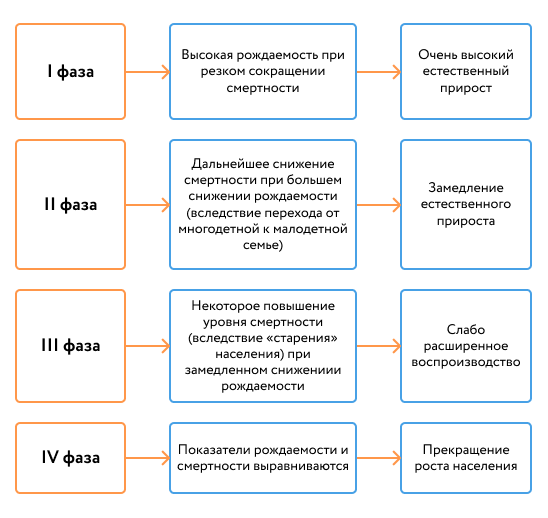 I фаза
Высокая рождаемость при
резком сокращении
смертности
Очень высокий
естественный
прирост
II фаза
Дальнейшее снижение
смертности при большем
снижении рождаемости
(вследствие перехода от
многодетной к малодетной
семье)
Замедление
естественного
прироста
III фаза
Некоторое повышение
уровня смертности
(вследствие «старения»
населения) при
замедленном снижениии
рождаемости
Слабо
расширенное
воспроизводство
IV фаза
Показатели рождаемости и
смертности выравниваются
Прекращение
роста населения